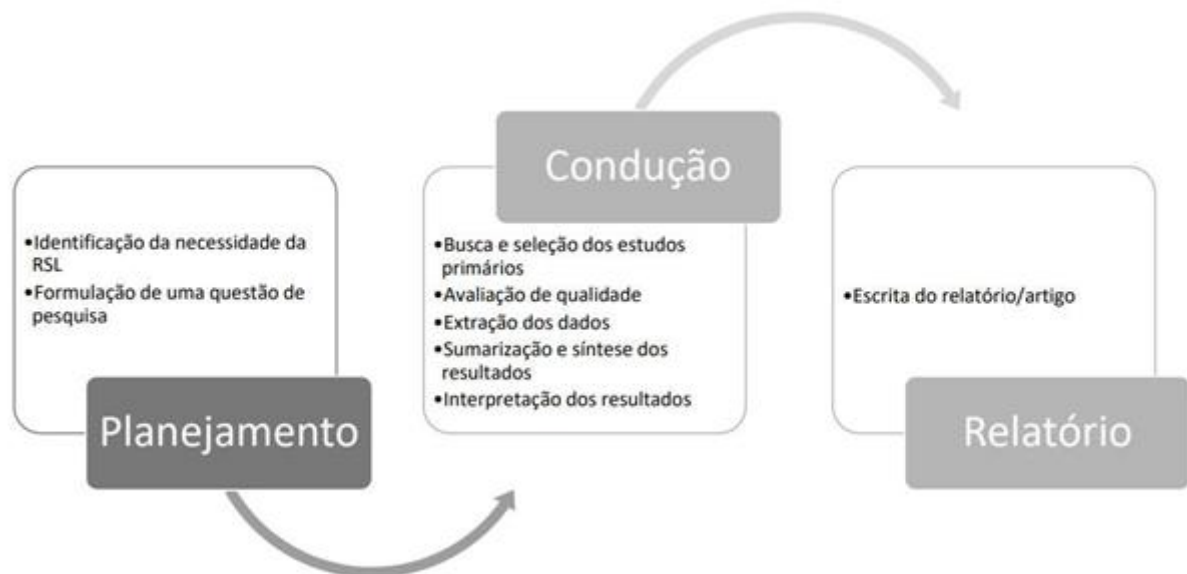 •Identificação da necessidade da
RSL
•Formulação de uma questão de
pesquisa
Planejamento
Condução
•Busca e seleção dos estudos
primários
•Avaliação de qualidade
•Extração dos dados
•Sumarização e síntese dos
resultados
•Interpretação dos resultados
•Escrita do relatório/artigo
Relatório